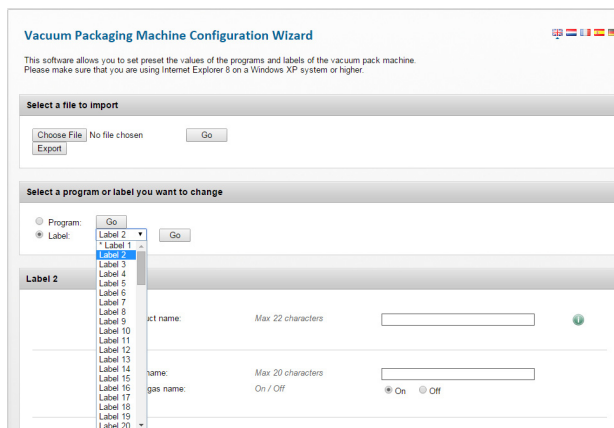 Vacuum Packaging Machine Configuration Wizard
This software allows you to set preset the values of the programs and labels of the vacuum pack machine.
Please make sure that you are using Internet Explorer 8 on a Windows XP system or higher.
Select a file to import
Choose File No file chosen Go
Export
Select a program or label you want to change
Program: Go
Label: Label 2 Go
* Label 1
Label 2
Label 3
Label 4
Label 5
Label 6
Label 7
Label 8
Label 9
Label 10
Label 11
Label 12
Label 13
Label 14
Label 15
Label 16
Label 17
Label 18
Label 19
Label 20
Label 2
uct name: Max 22 characters
name: Max 20 characters
gas name: On / Off On Off